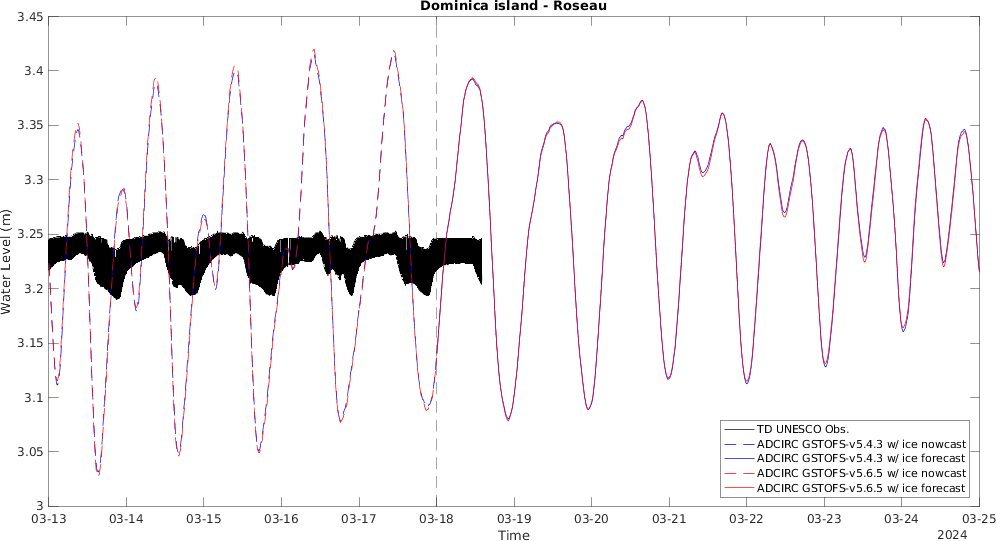 Dominica island - Roseau
3.45
3.4
3.35
3.3
3.25
3.2
3.15
3.1
3.05
3
Water Level (m)
03-13 03-14 03-15 03-16 03-17 03-18 03-19 03-20 03-21 03-22 03-23 03-24 03-25
Time
2024
TD UNESCO Obs.
ADCIRC GSTOFS-v5.4.3 w/ ice nowcast
ADCIRC GSTOFS-v5.4.3 w/ ice forecast
ADCIRC GSTOFS-v5.6.5 w/ ice nowcast
ADCIRC GSTOFS-v5.6.5 w/ ice forecast